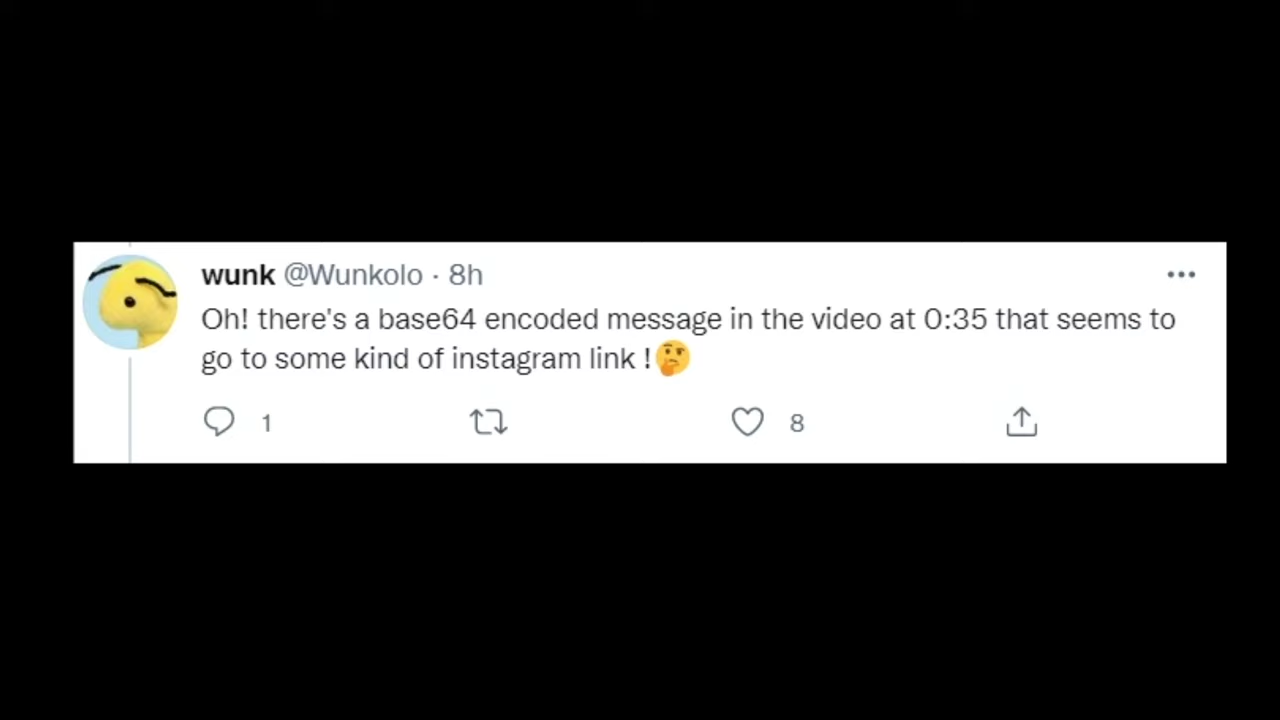 wunk @Wunkolo · 8h
Oh! there's a base64 encoded message in the video at 0:35 that seems to
go to some kind of instagram link !🤔
1 8